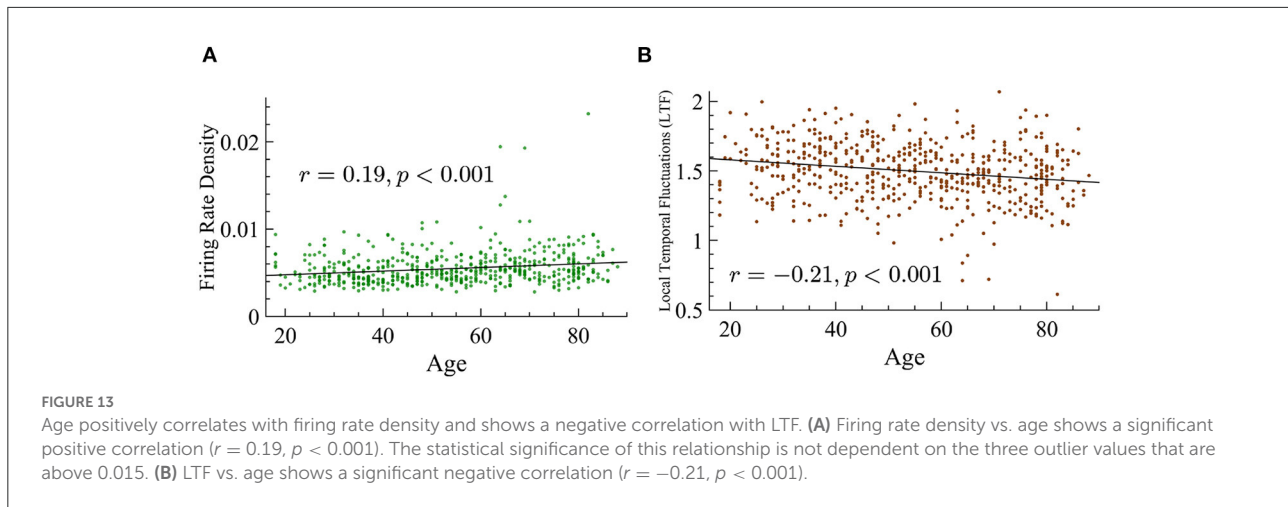 A
Firing Rate Density
0.02
0.01
0
r = 0.19, p < 0.001
20 40 60 80
Age
B
Local Temporal Fluctuations (LTF)
2
1.5
1
0.5
r = −0.21, p < 0.001
20 40 60 80
Age
FIGURE 13
Age positively correlates with firing rate density and shows a negative correlation with LTF. (A) Firing rate density vs. age shows a significant
positive correlation (r = 0.19, p < 0.001). The statistical significance of this relationship is not dependent on the three outlier values that are
above 0.015. (B) LTF vs. age shows a significant negative correlation (r = −0.21, p < 0.001).